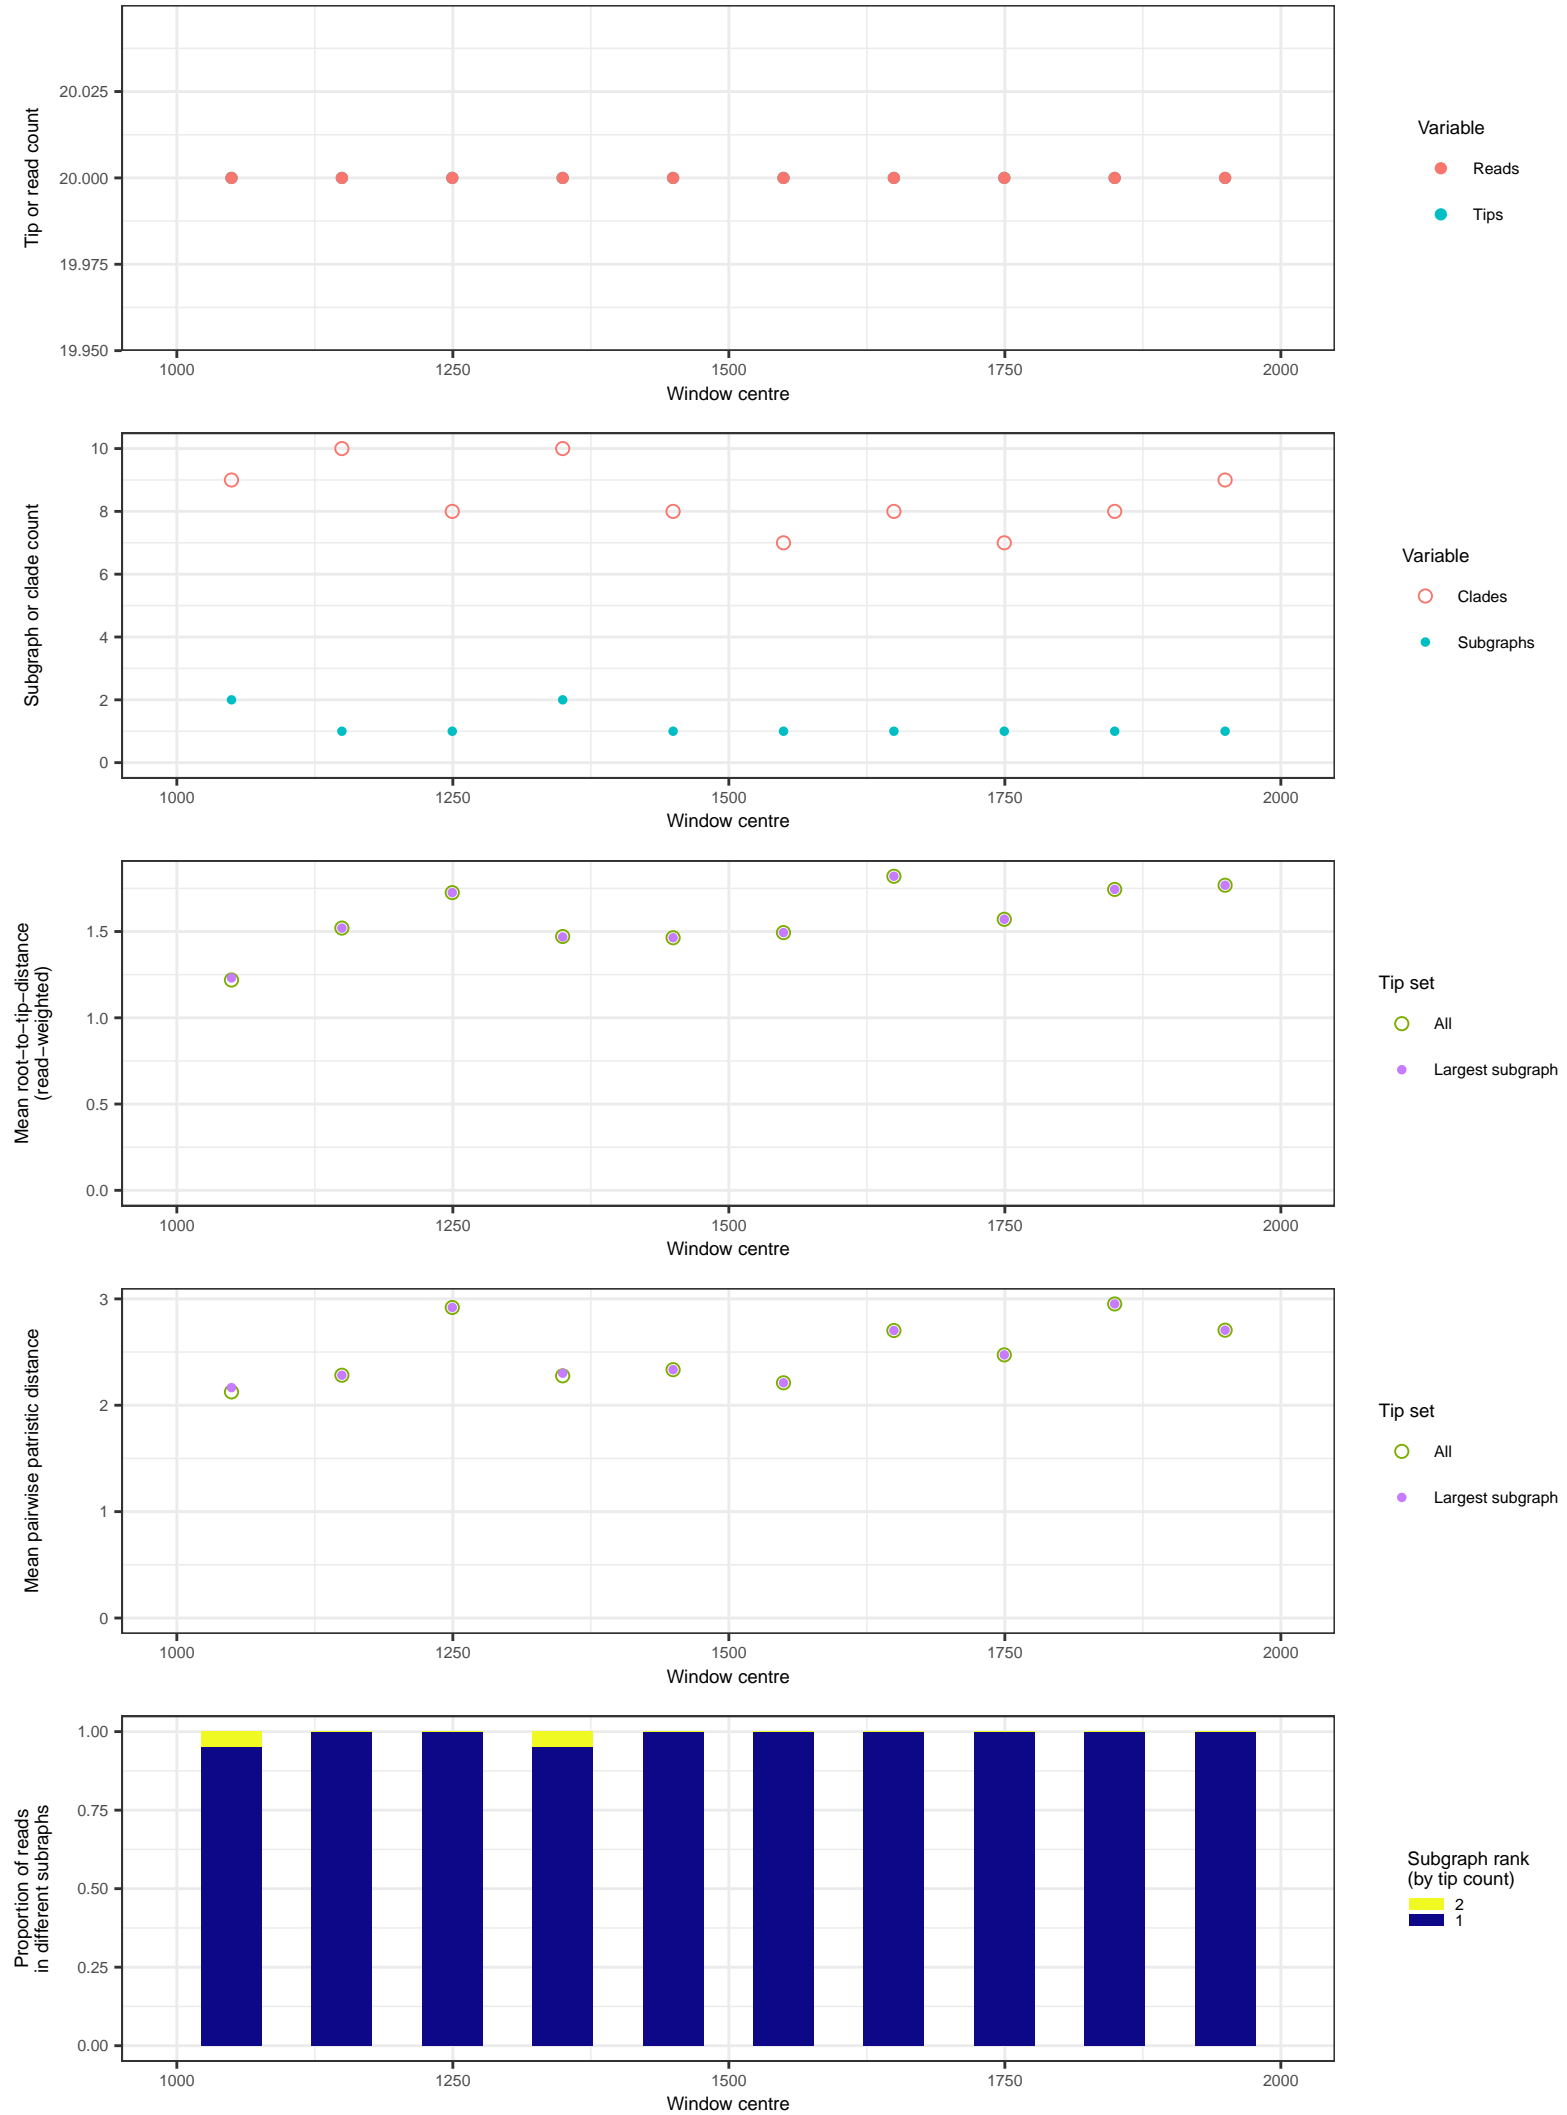 Tip or read count
20.025
20.000
19.975
19.950
1000 1250 1500 1750 2000
Window centre
Variable
Reads
Tips
Subgraph or clade count
10
8
6
4
2
0
1000 1250 1500 1750 2000
Window centre
Variable
Clades
Subgraphs
Mean root−to−tip−distance
(read−weighted)
1.5
1.0
0.5
0.0
1000 1250 1500 1750 2000
Window centre
Tip set
All
Largest subgraph
Mean pairwise patristic distance
3
2
1
0
1000 1250 1500 1750 2000
Window centre
Tip set
All
Largest subgraph
Proportion of reads
in different subraphs
1.00
0.75
0.50
0.25
0.00
1000 1250 1500 1750 2000
Window centre
Subgraph rank
(by tip count)
2
1